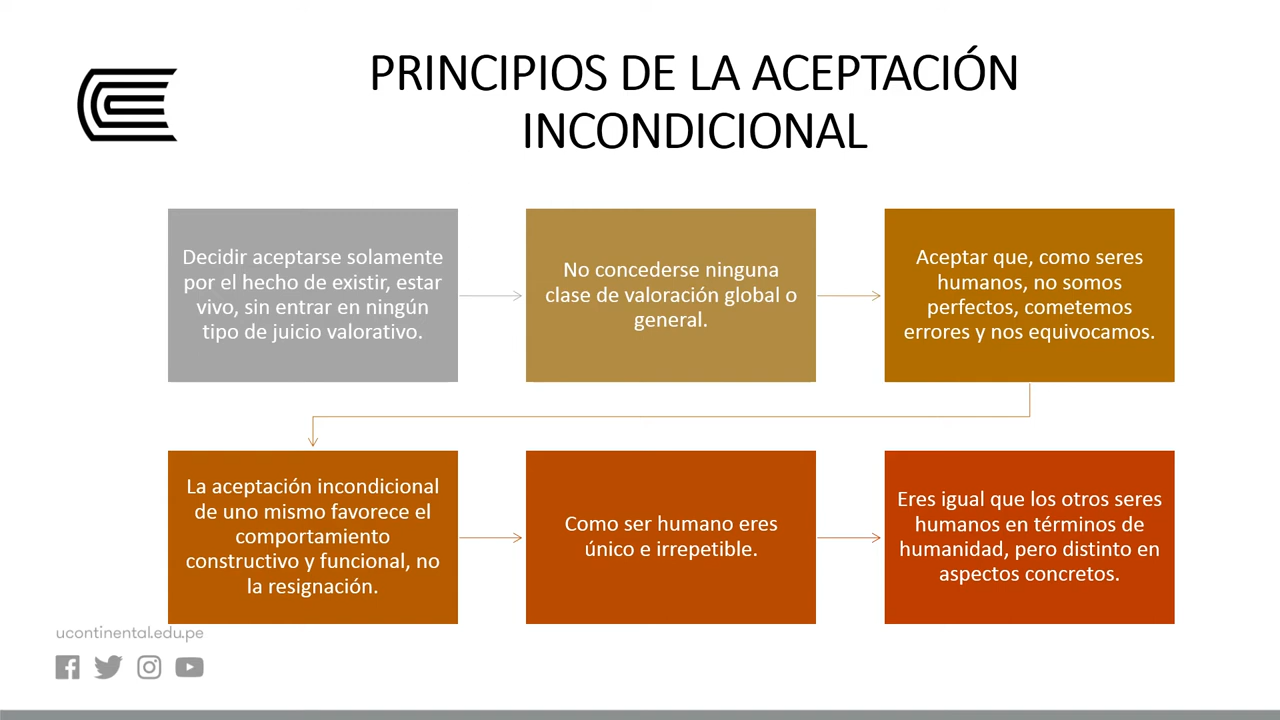 PRINCIPIOS DE LA ACEPTACIÓN
INCONDICIONAL
Decidir aceptarse solamente
por el hecho de existir, estar
vivo, sin entrar en ningún
tipo de juicio valorativo.
No concederse ninguna
clase de valoración global o
general.
Aceptar que, como seres
humanos, no somos
perfectos, cometemos
errores y nos equivocamos.
La aceptación incondicional
de uno mismo favorece el
comportamiento
constructivo y funcional, no
la resignación.
Como ser humano eres
único e irrepetible.
Eres igual que los otros seres
humanos en términos de
humanidad, pero distinto en
aspectos concretos.
ucontinental.edu.pe